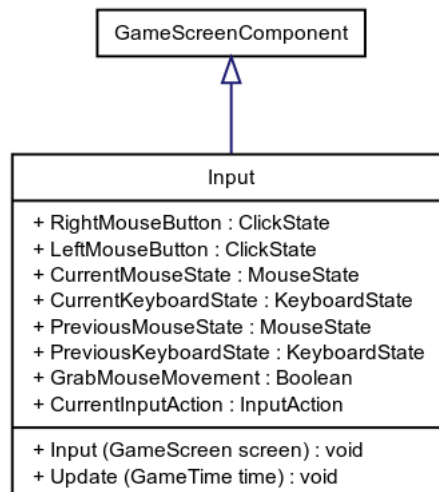 GameScreenComponent
Input
+ RightMouseButton : ClickState
+ LeftMouseButton : ClickState
+ CurrentMouseState : MouseState
+ CurrentKeyboardState : KeyboardState
+ PreviousMouseState : MouseState
+ PreviousKeyboardState : KeyboardState
+ GrabMouseMovement : Boolean
+ CurrentInputAction : InputAction
+ Input (GameScreen screen) : void
+ Update (GameTime time) : void